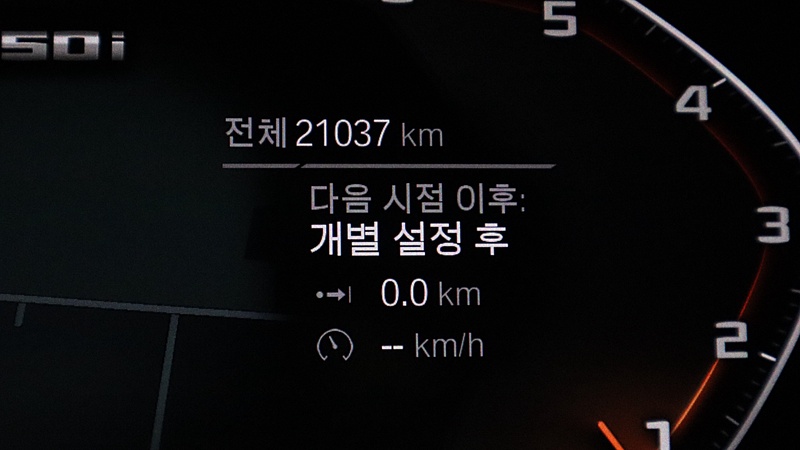 50i
5
4
전체 21037 km
다음 시점 이후:
개별 설정 후
3
0.0 km
2
-- km/h
1